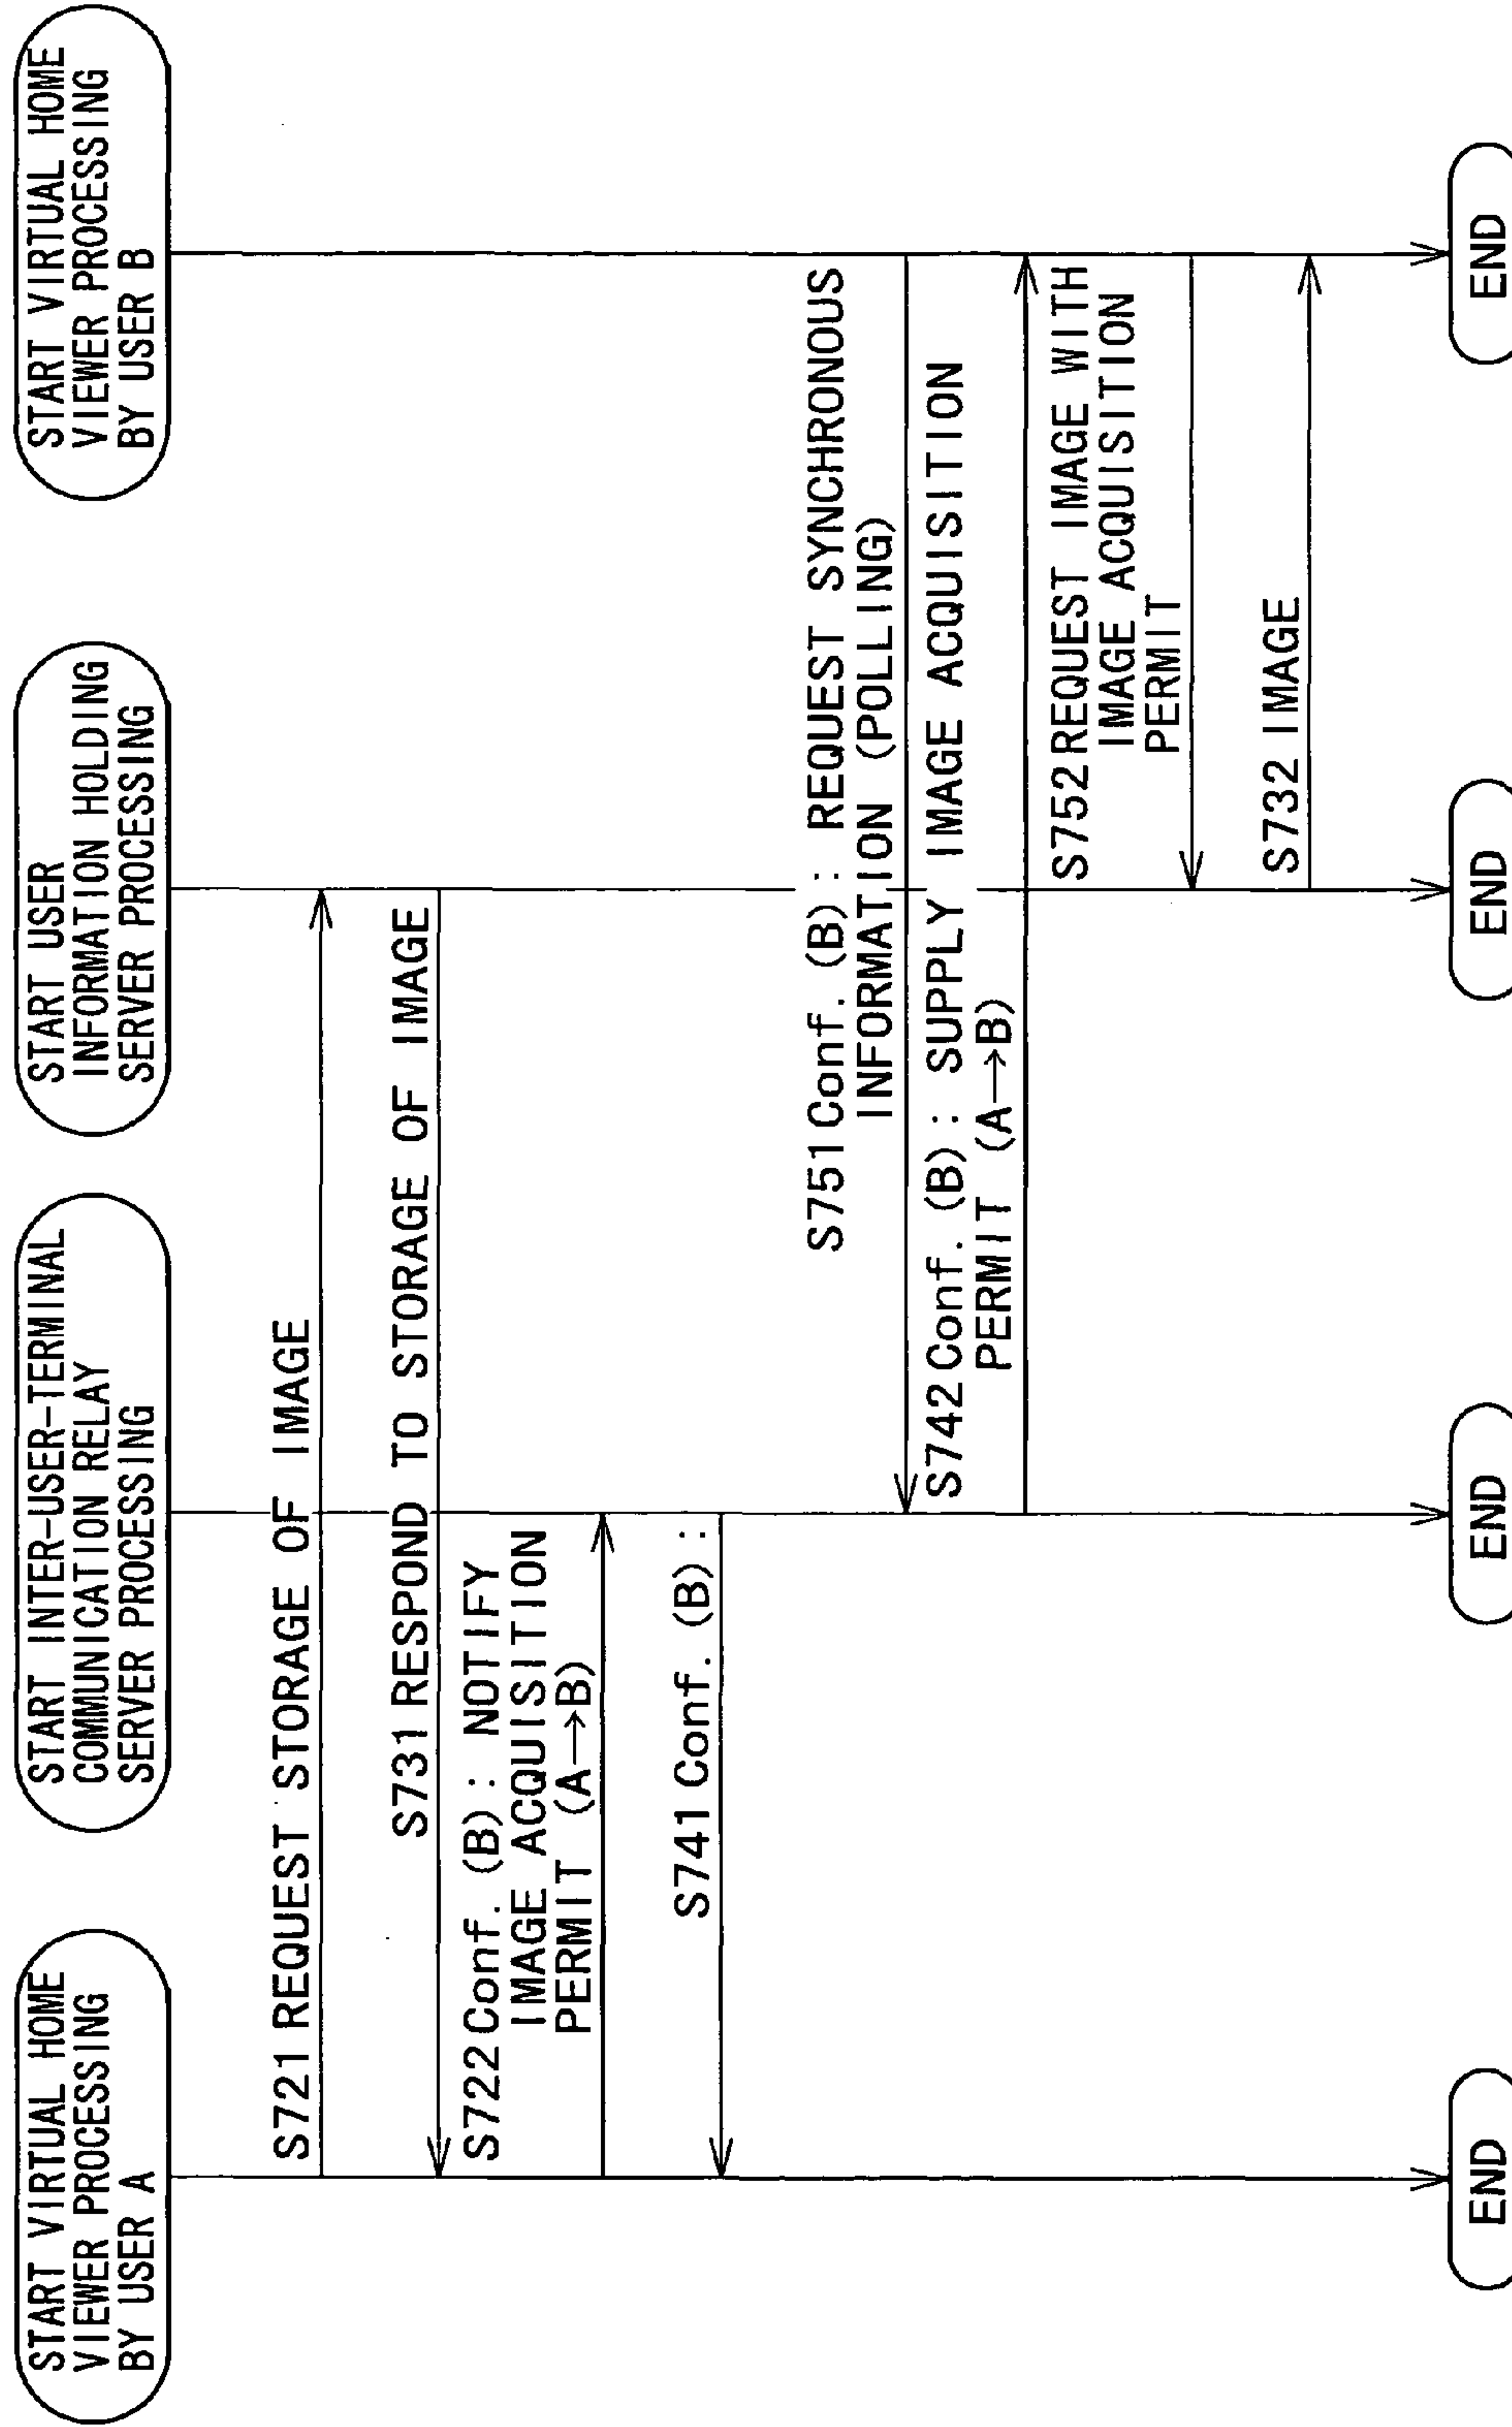 START VIRTUAL HOME
VIEWER PROCESSING
BY USER A
START INTER-USER-TERMINAL
COMMUNICATION RELAY
SERVER PROCESSING
START USER
INFORMATION HOLDING
SERVER PROCESSING
START VIRTUAL HOME
VIEWER PROCESSING
BY USER B
S721 REQUEST STORAGE OF IMAGE
S731 RESPOND TO STORAGE OF IMAGE
S722 Conf. (B) : NOTIFY
IMAGE ACQUISITION
PERMIT (A→B)
S741 Conf. (B) :
S751 Conf. (B) : REQUEST SYNCHRONOUS
INFORMATION (POLLING)
S742 Conf. (B) : SUPPLY IMAGE ACQUISITION
PERMIT (A→B)
S752 REQUEST IMAGE WITH
IMAGE ACQUISITION
PERMIT
S732 IMAGE
END
END
END
END